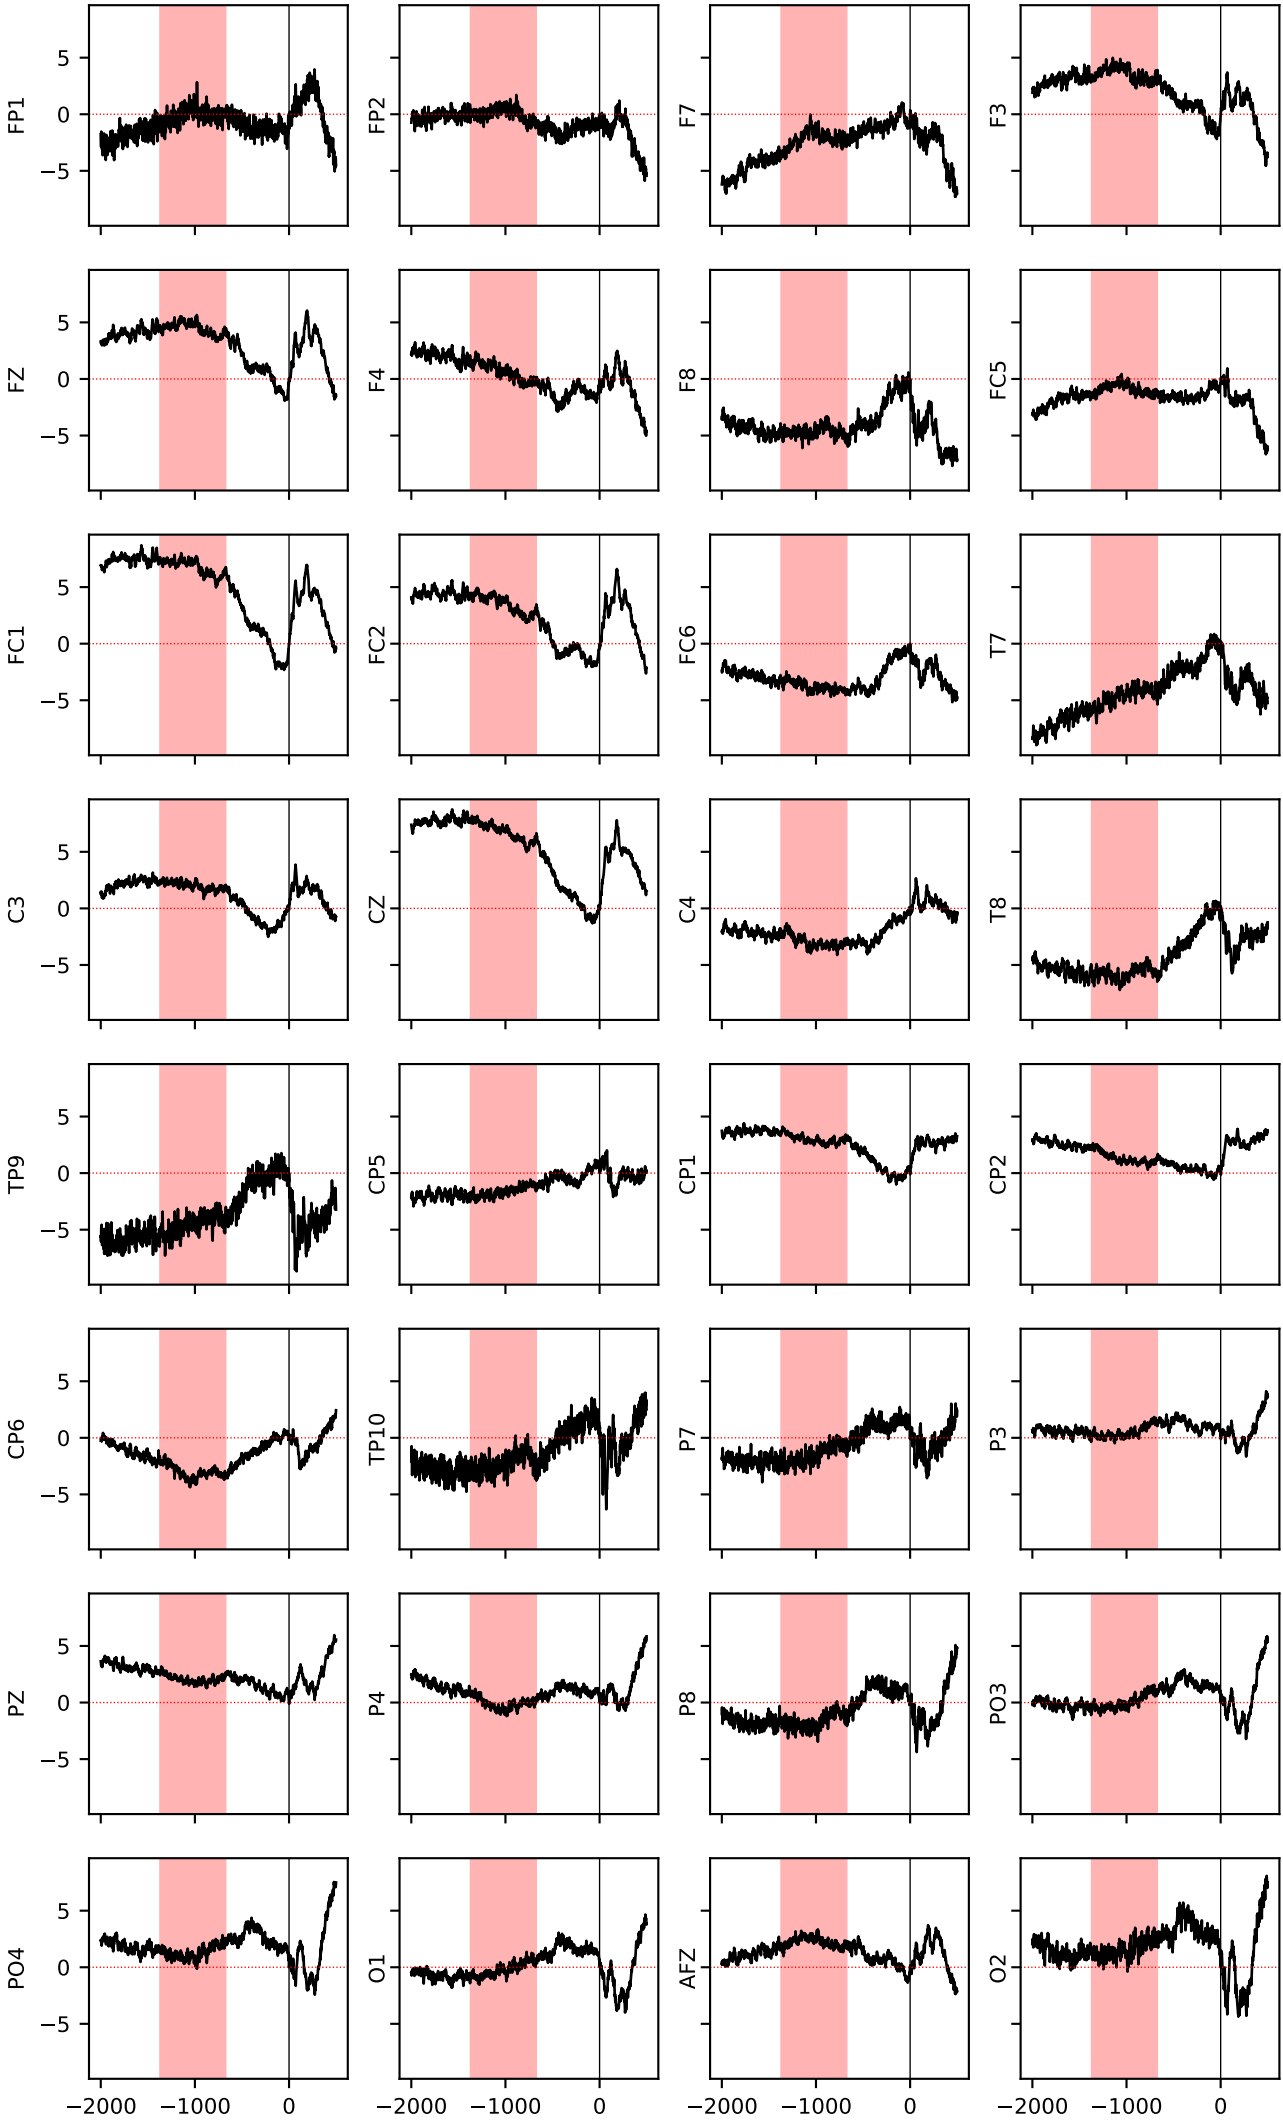 FP1 5 0 −5 FP2 F7 F3
FZ 5 0 −5 F4 F8 FC5
FC1 5 0 −5 FC2 FC6 T7
C3 5 0 −5 CZ C4 T8
TP9 5 0 −5 CP5 CP1 CP2
CP6 5 0 −5 TP10 P7 P3
PZ 5 0 −5 P4 P8 PO3
PO4 5 0 −5 O1 AFZ O2
−2000 −1000 0 −2000 −1000 0 −2000 −1000 0 −2000 −1000 0